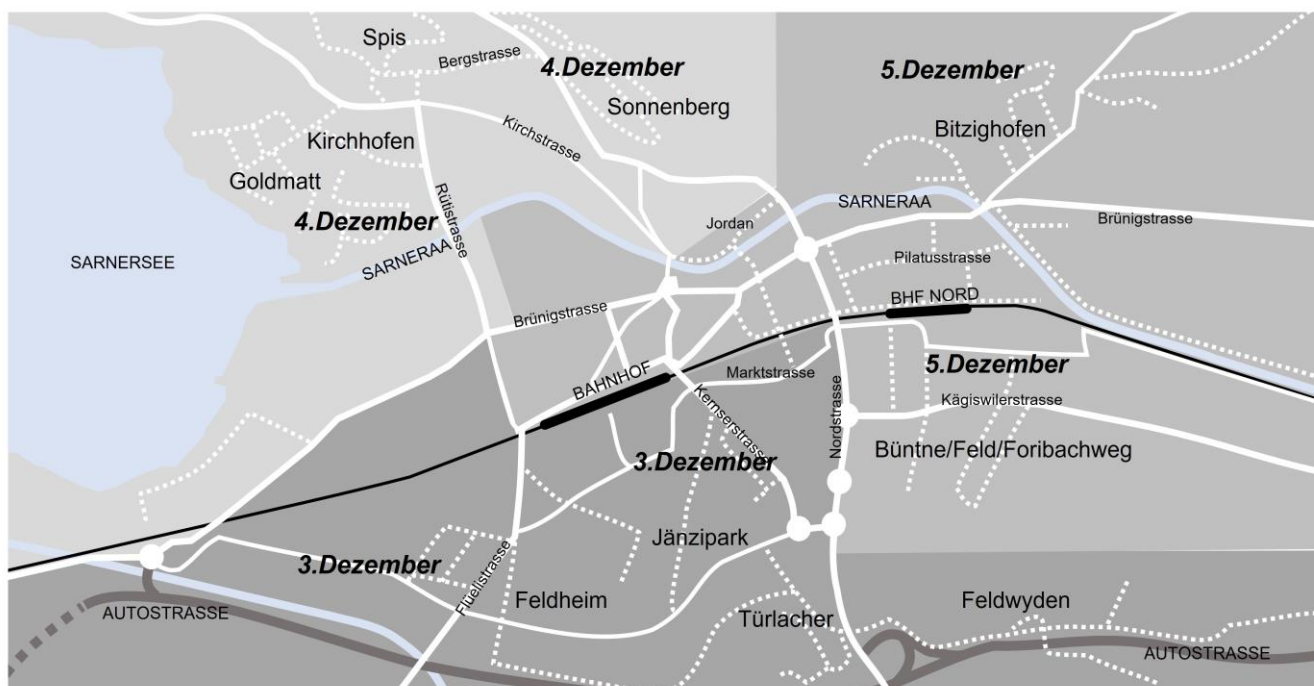 Spis
Bergstrasse
4.Dezember
Sonnenberg
5.Dezember
Bitzighofen
Kirchhofen
Kirchstrasse
Goldmatt
4.Dezember
Rütistrasse
SARNERAA
SARNERSEE
Jordan
SARNERAA
Brünigstrasse
Pilatusstrasse
BHF NORD
Brünigstrasse
BAHNHOF
Marktstrasse
5.Dezember
Kernserstrasse
Nordstrasse
Kägiswilerstrasse
Büntne/Feld/Foribachweg
3.Dezember
Jänzipark
3.Dezember
Flüelistrasse
Feldheim
Türlacher
Feldwyden
AUTOSTRASSE
AUTOSTRASSE